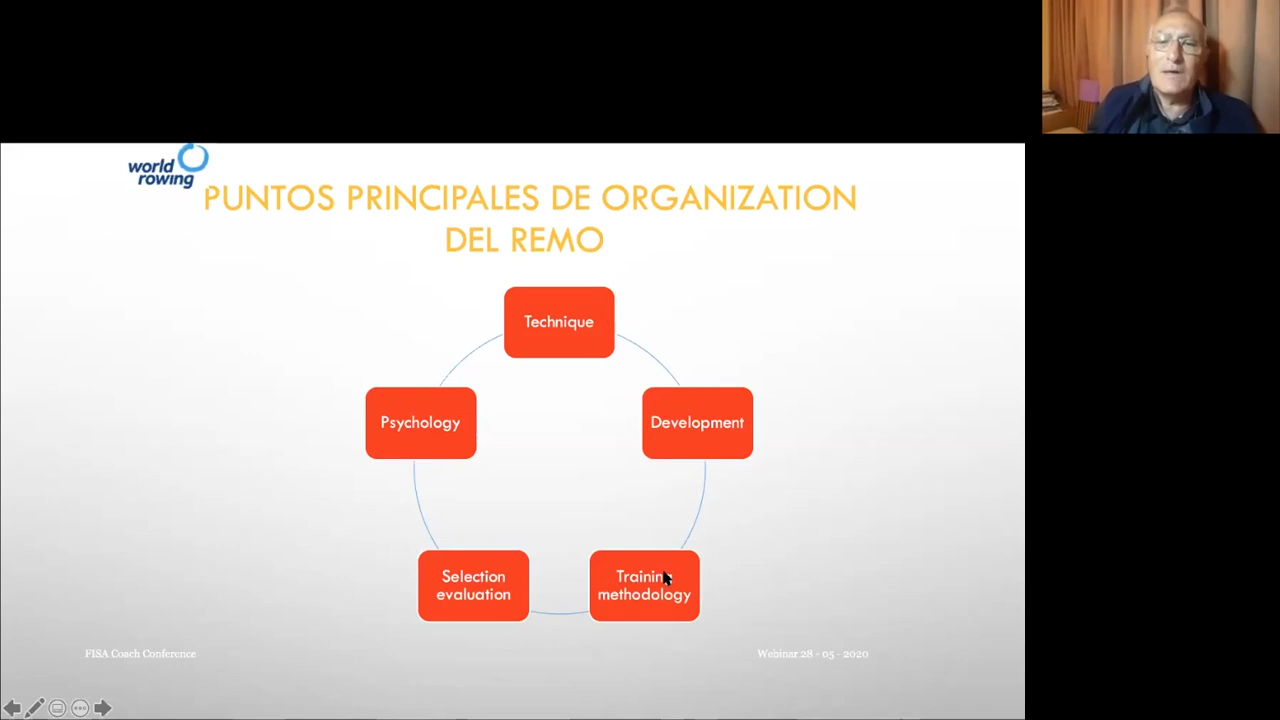 world
rowing
PUNTOS PRINCIPALES DE ORGANIZATION
DEL REMO
Technique
Psychology
Development
Selection
evaluation
Training
methodology
FISA Coach Conference
Webinar 28 - 05 - 2020